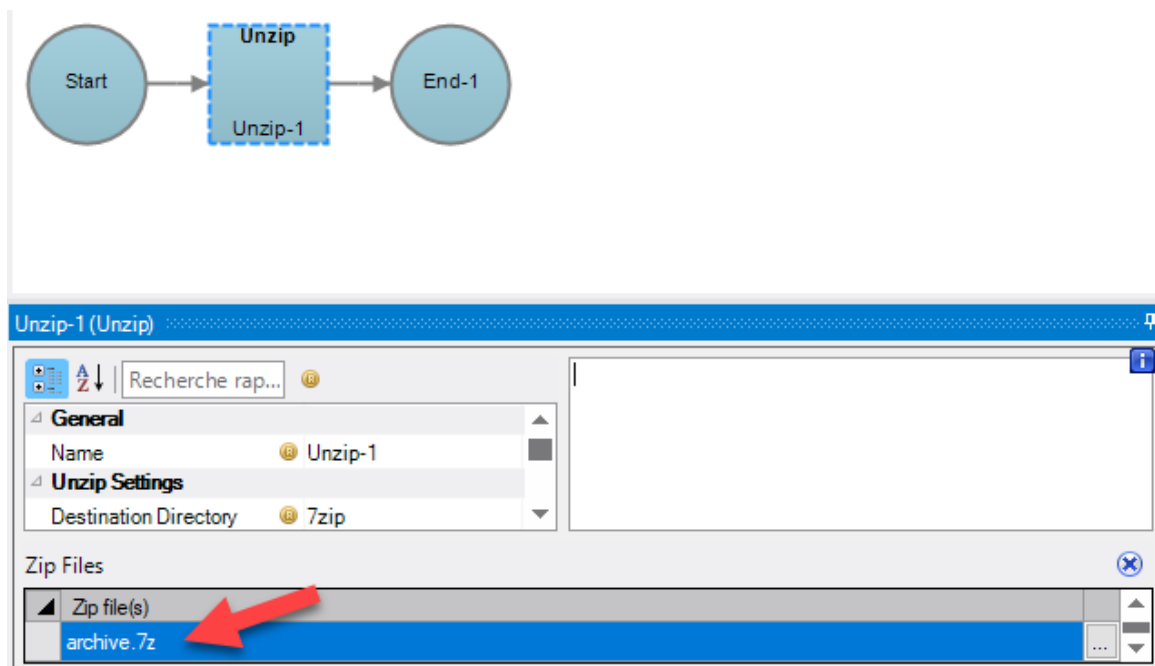 Unzip
Start
End-1
Unzip-1
Unzip-1 (Unzip)
Recherche rap...
General
Name Unzip-1
Unzip Settings
Destination Directory 7zip
Zip Files
Zip file(s)
archive.7z
...